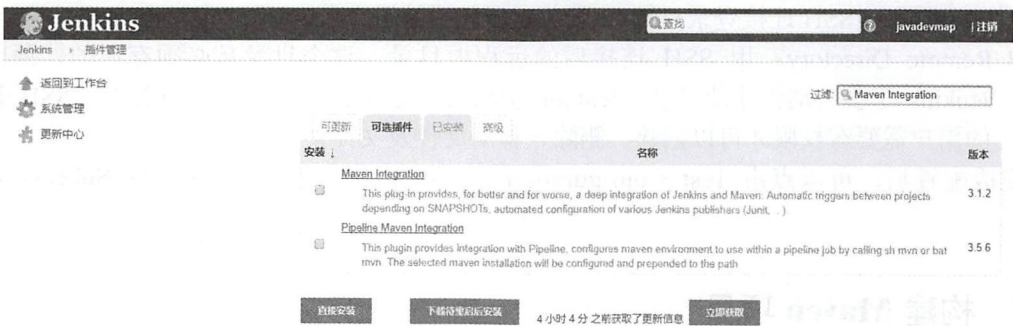 Jenkins
查找
javadevmap | 注销
Jenkins 插件管理
返回到工作台
系统管理
更新中心
过滤: Maven Integration
可更新 可选插件 已安装 高级
安装 ↓ 名称 版本
Maven Integration
This plug-in provides, for better and for worse, a deep integration of Jenkins and Maven: Automatic triggers between projects 3.1.2
depending on SNAPSHOTs, automated configuration of various Jenkins publishers (Junit, ...).
Pipeline Maven Integration
This plugin provides integration with Pipeline, configures maven environment to use within a pipeline job by calling sh mvn or bat 3.5.6
mvn. The selected maven installation will be configured and prepended to the path
直接安装 下载待重启后安装 4 小时 4 分 之前获取了更新信息 立即获取